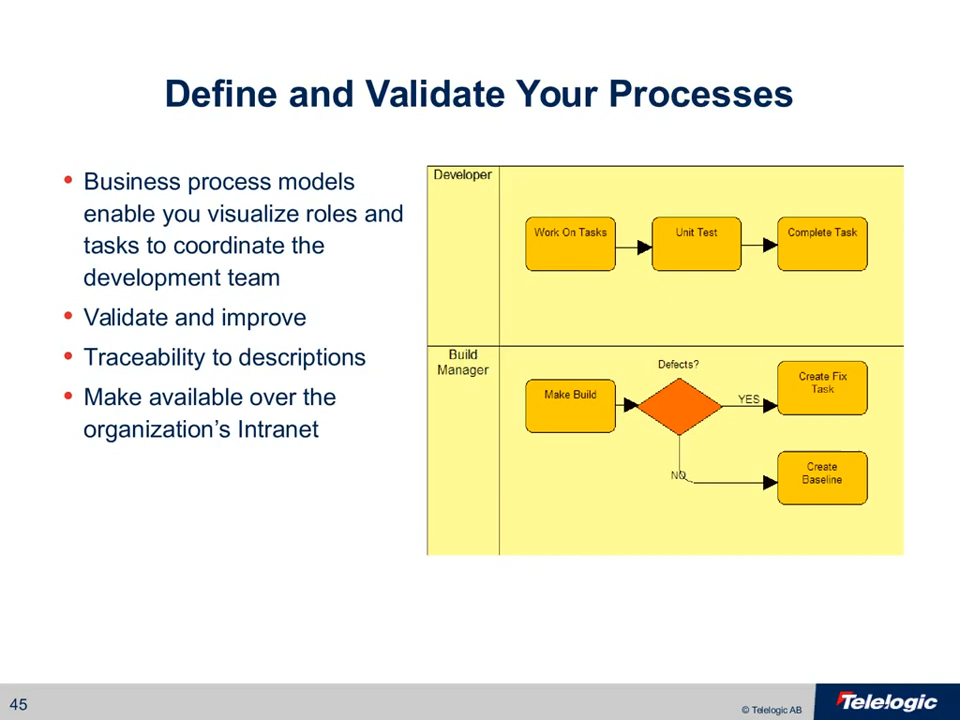 Define and Validate Your Processes
• Business process models
enable you visualize roles and
tasks to coordinate the
development team
• Validate and improve
• Traceability to descriptions
• Make available over the
organization’s Intranet
Developer
Work On Tasks
Unit Test
Complete Task
Build
Manager
Make Build
Defects?
YES
NO
Create Fix
Task
Create
Baseline
45
© Telelogic AB
Telelogic